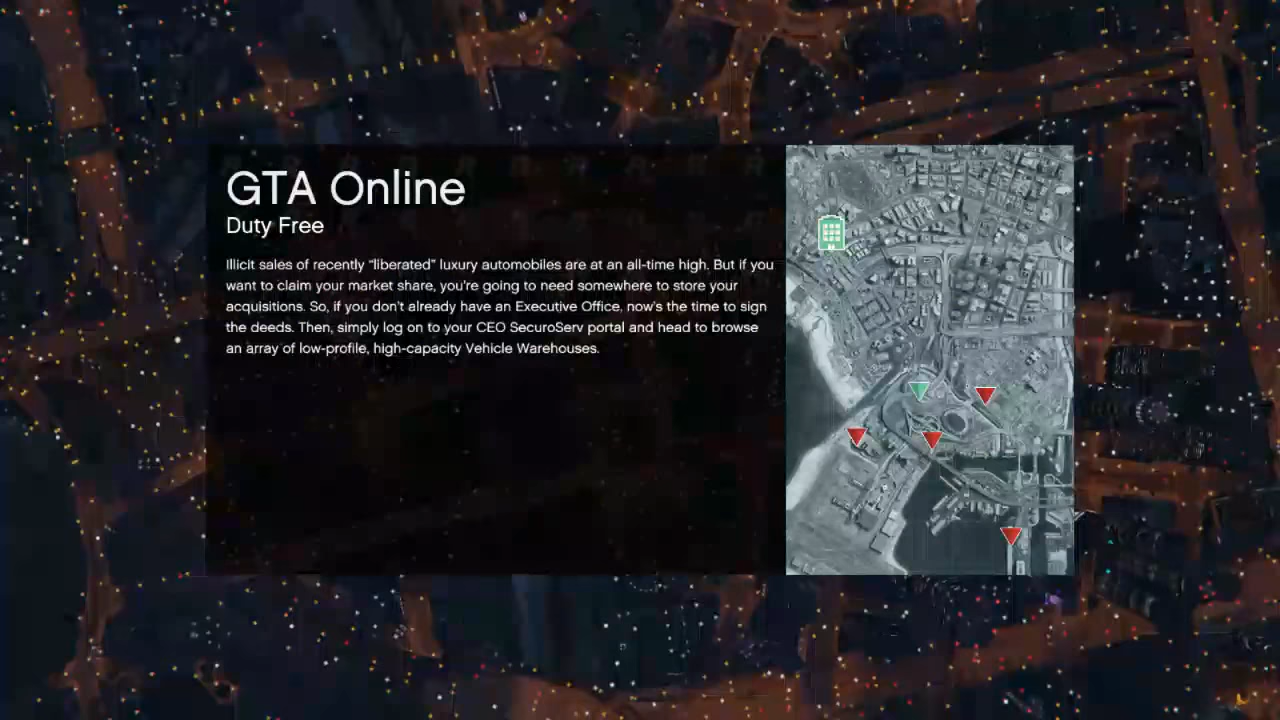 GTA Online
Duty Free
Illicit sales of recently “liberated” luxury automobiles are at an all-time high. But if you
want to claim your market share, you're going to need somewhere to store your
acquisitions. So, if you don't already have an Executive Office, now's the time to sign
the deeds. Then, simply log on to your CEO SecuroServ portal and head to browse
an array of low-profile, high-capacity Vehicle Warehouses.